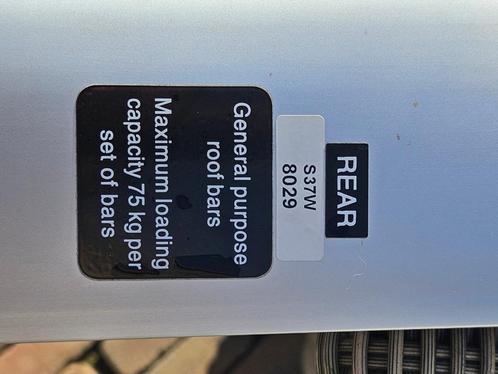 REAR
S37W
8029
General purpose
roof bars
Maximum loading
capacity 75 kg per
set of bars